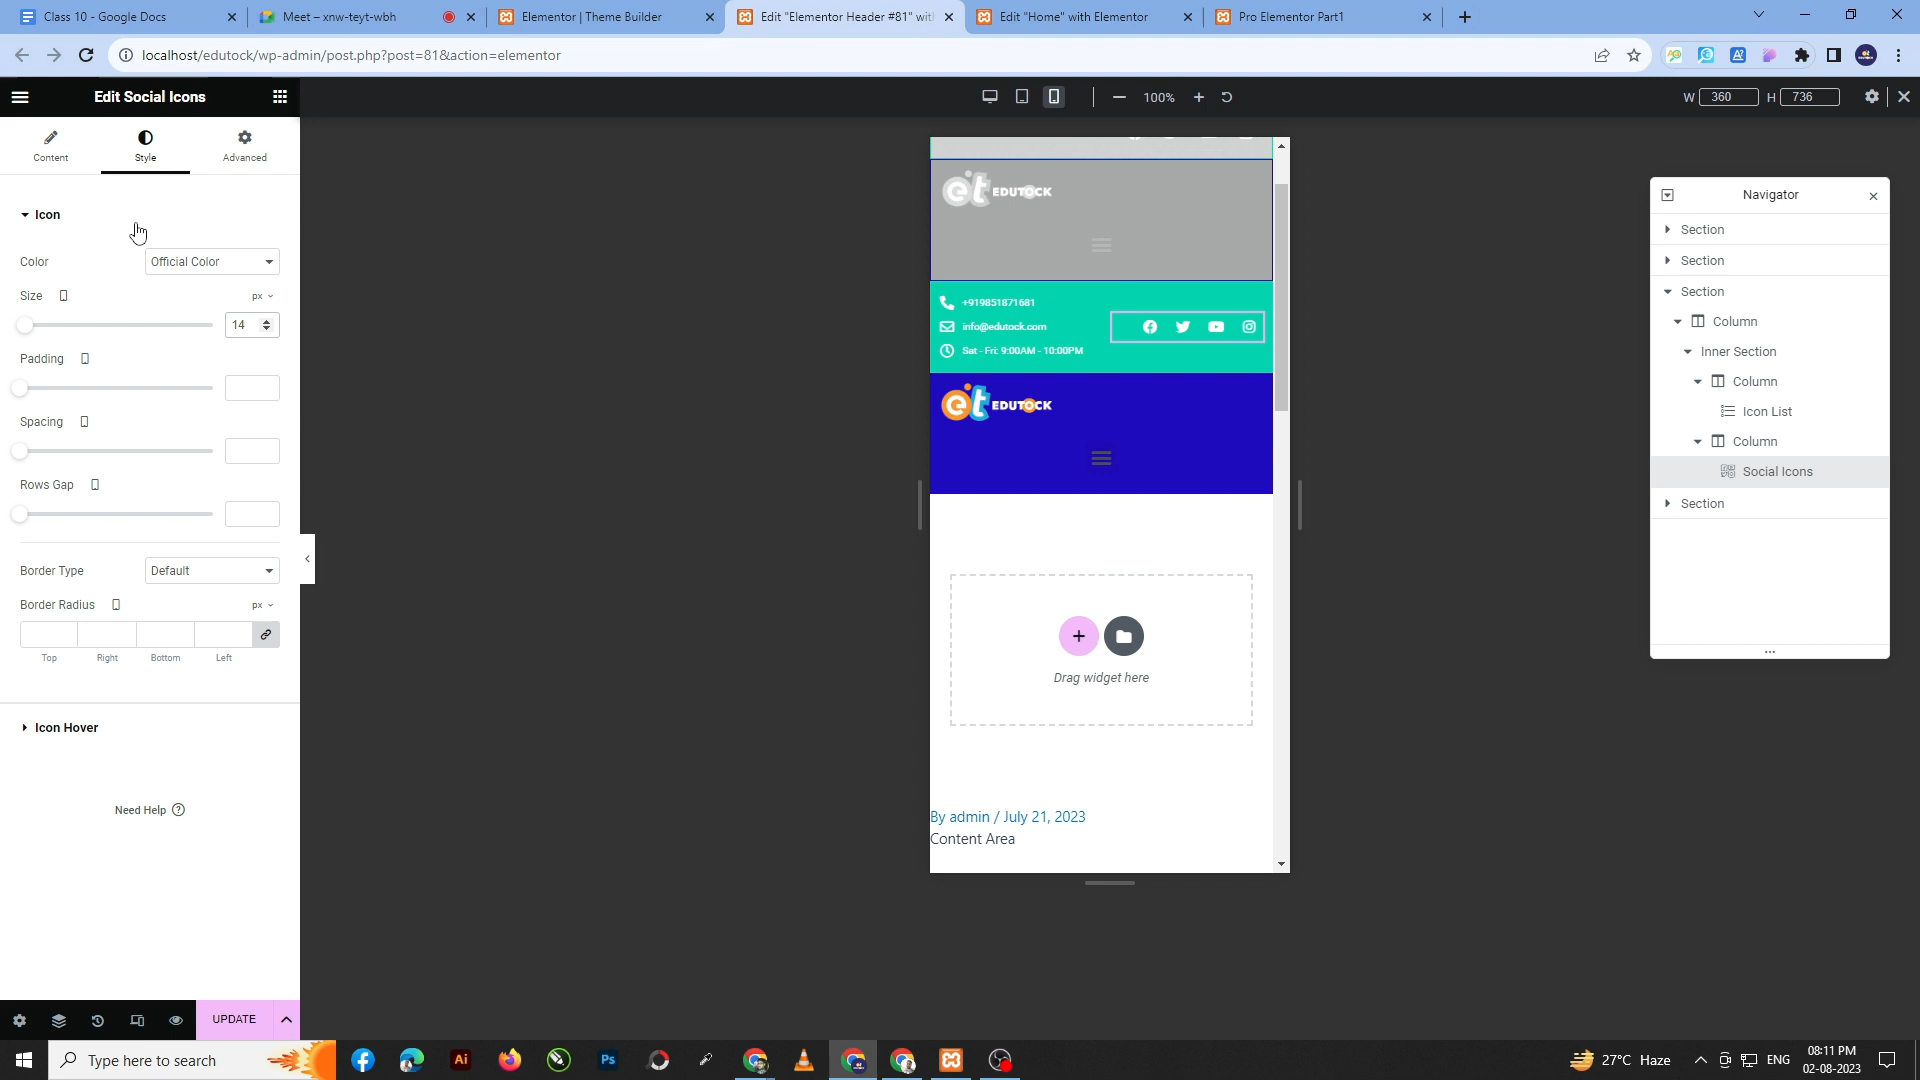 Class 10 - Google Docs
Meet – xnw-teyt-wbh
Elementor | Theme Builder
Edit "Elementor Header #81" wit
Edit "Home" with Elementor
Pro Elementor Part1
localhost/edutock/wp-admin/post.php?post=81&action=elementor
Edit Social Icons
100%
W 360 H 736
Content
Style
Advanced
Icon
Color
Official Color
Size
px
14
Padding
Spacing
Rows Gap
Border Type
Default
Border Radius
px
Top
Right
Bottom
Left
Icon Hover
Need Help
UPDATE
et EDUTOCK
+919851871681
info@edutock.com
Sat - Fri: 9:00AM - 10:00PM
et EDUTOCK
Drag widget here
By admin / July 21, 2023
Content Area
Navigator
Section
Section
Section
Column
Inner Section
Column
Icon List
Column
Social Icons
Section
Type here to search
Ai
Ps
27°C Haze
ENG
08:11 PM
02-08-2023